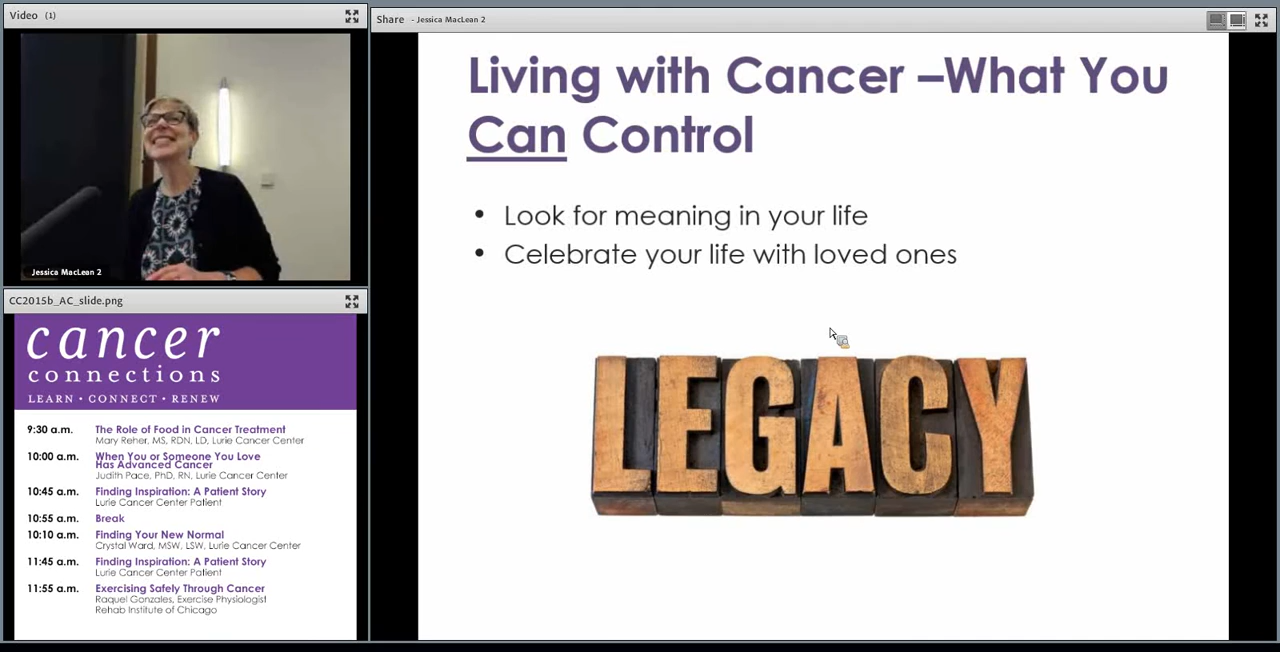 Video (1)
Jessica MacLean 2
CC2015b_AC_slide.png
cancer
connections
LEARN • CONNECT • RENEW
9:30 a.m. The Role of Food in Cancer Treatment
Mary Reher, MS, RDN, LD, Lurie Cancer Center
10:00 a.m. When You or Someone You Love
Has Advanced Cancer
Judith Pace, PhD, RN, Lurie Cancer Center
10:45 a.m. Finding Inspiration: A Patient Story
Lurie Cancer Center Patient
10:55 a.m. Break
10:10 a.m. Finding Your New Normal
Crystal Ward, MSW, LSW, Lurie Cancer Center
11:45 a.m. Finding Inspiration: A Patient Story
Lurie Cancer Center Patient
11:55 a.m. Exercising Safely Through Cancer
Raquel Gonzales, Exercise Physiologist
Rehab Institute of Chicago
Share - Jessica MacLean 2
Living with Cancer –What You
Can Control
• Look for meaning in your life
• Celebrate your life with loved ones
LEGACY